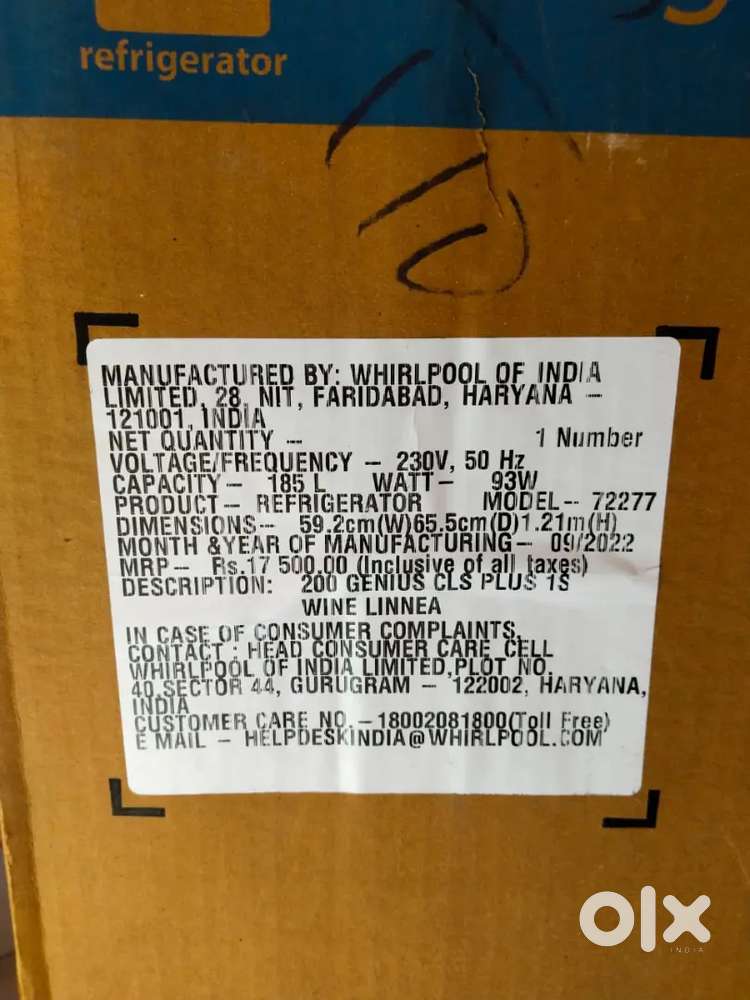 refrigerator
MANUFACTURED BY: WHIRLPOOL OF INDIA
LIMITED, 28, NIT, FARIDABAD, HARYANA -
121001, INDIA
NET QUANTITY -- 1 Number
VOLTAGE/FREQUENCY - 230V, 50 Hz
CAPACITY- 185 L WATT- 93W
PRODUCT- REFRIGERATOR MODEL-- 72277
DIMENSIONS-- 59.2cm(W)65.5cm(D)1.21m(H)
MONTH &YEAR OF MANUFACTURING- 09/2022
MRP-- Rs.17 500.00 (Inclusive of all taxes)
DESCRIPTION: 200 GENIUS CLS PLUS 1S
WINE LINNEA
IN CASE OF CONSUMER COMPLAINTS,
CONTACT : HEAD CONSUMER CARE CELL
WHIRLPOOL OF INDIA LIMITED,PLOT NO.
40,SECTOR 44, GURUGRAM - 122002, HARYANA,
INDIA
CUSTOMER CARE NO.-18002081800(Toll Free)
E MAIL - HELPDESKINDIA@WHIRLPOOL.COM
olx
INDIA